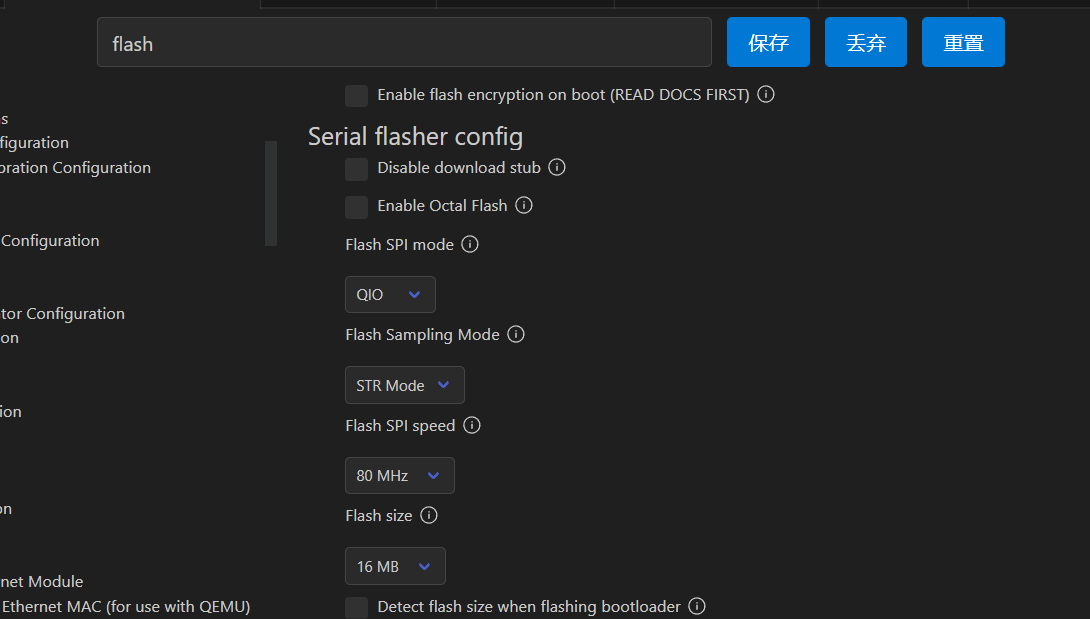 flash
保存
丢弃
重置
s
figuration
bration Configuration
Configuration
tor Configuration
on
ion
on
net Module
Ethernet MAC (for use with QEMU)
Enable flash encryption on boot (READ DOCS FIRST)
Serial flasher config
Disable download stub
Enable Octal Flash
Flash SPI mode
QIO
Flash Sampling Mode
STR Mode
Flash SPI speed
80 MHz
Flash size
16 MB
Detect flash size when flashing bootloader